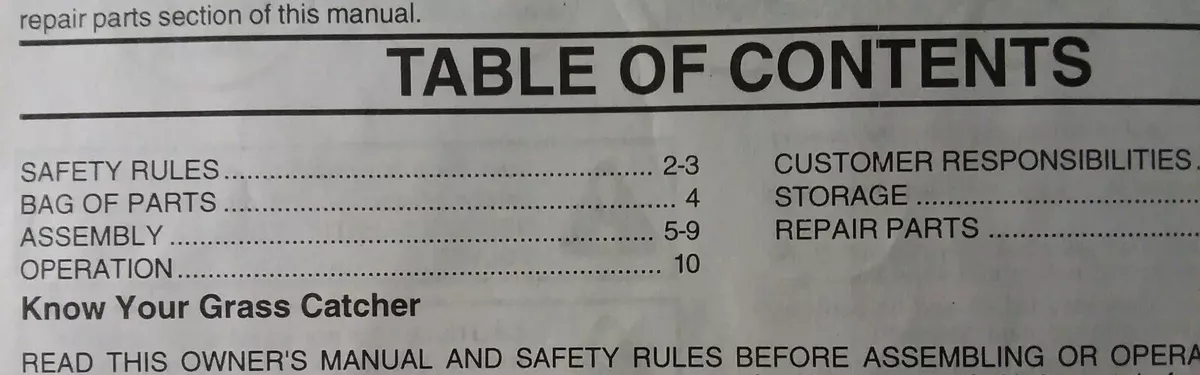 repair parts section of this manual.
TABLE OF CONTENTS
SAFETY RULES ........................................................ 2-3
BAG OF PARTS ........................................................ 4
ASSEMBLY ................................................................ 5-9
OPERATION ............................................................... 10
CUSTOMER RESPONSIBILITIES .
STORAGE .......................................
REPAIR PARTS .............................
Know Your Grass Catcher
READ THIS OWNER'S MANUAL AND SAFETY RULES BEFORE ASSEMBLING OR OPERA